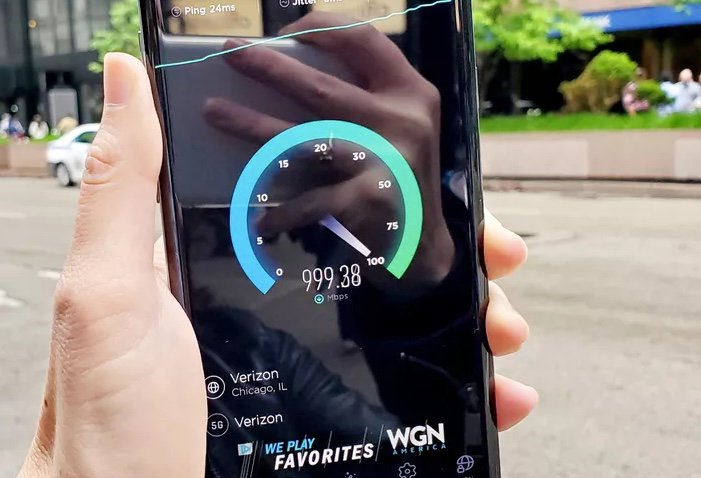 Ping 24ms
Jitter
20
15
30
10
50
5
75
0
100
999.38
Mbps
Verizon
Chicago, IL
5G Verizon
WE PLAY
FAVORITES
WGN
AMERICA